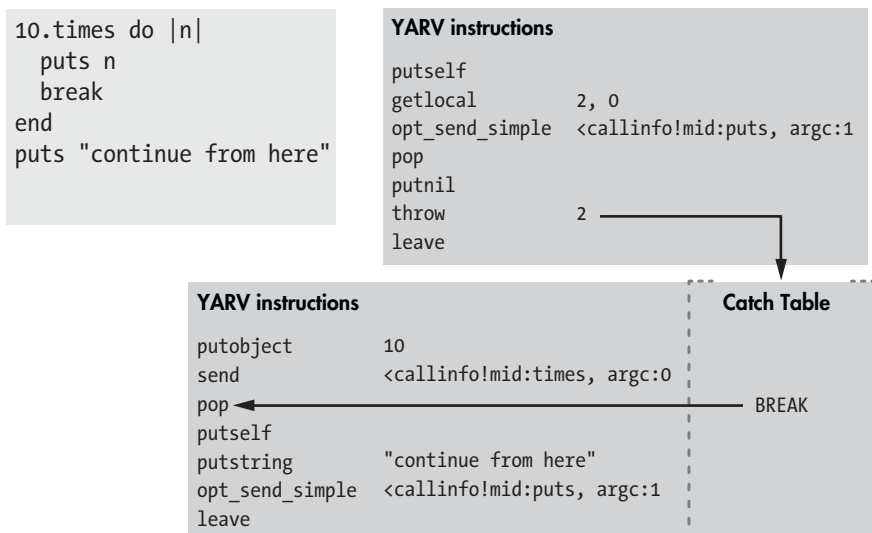 10.times do |n|
  puts n
  break
end
puts "continue from here"
YARV instructions
putself
getlocal 2, 0
opt_send_simple <callinfo!mid:puts, argc:1
pop
putnil
throw 2
leave
YARV instructions
putobject 10
send <callinfo!mid:times, argc:0
pop
putself
putstring "continue from here"
opt_send_simple <callinfo!mid:puts, argc:1
leave
Catch Table
BREAK